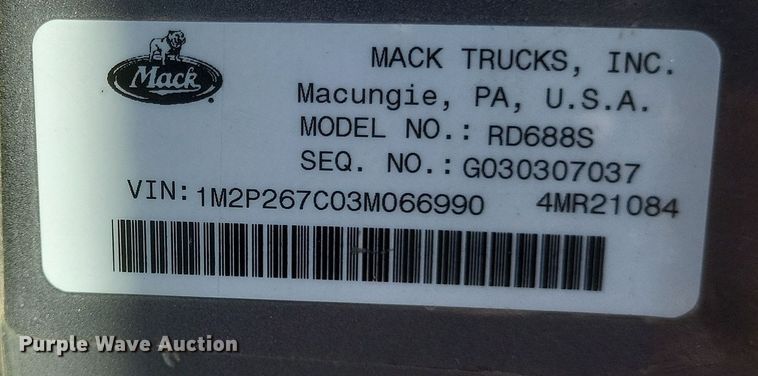 Mack
MACK TRUCKS, INC.
Macungie, PA, U.S.A.
MODEL NO.: RD688S
SEQ. NO.: G030307037
VIN: 1M2P267C03M066990 4MR21084
Purple Wave Auction